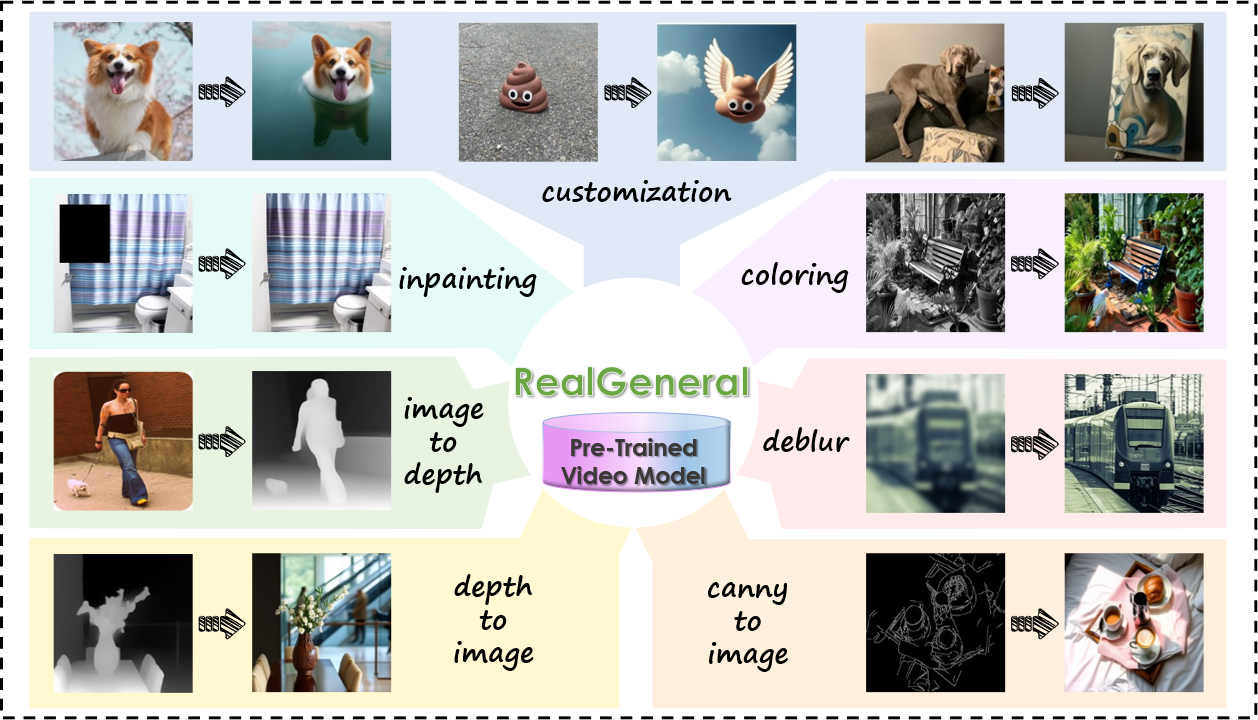 customization
inpainting
coloring
RealGeneral
Pre-Trained
Video Model
image
to
depth
deblur
depth
to
image
canny
to
image